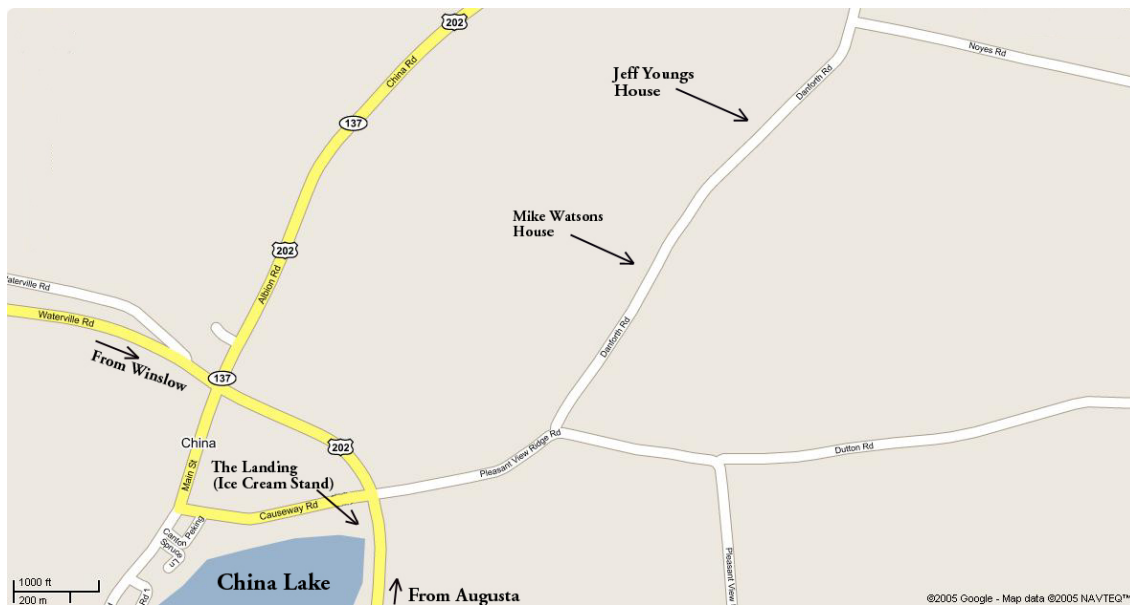 202
Noyes Rd
China Rd
Jeff Youngs
House
Danforth Rd
137
Mike Watsons
House
202
Albion Rd
Waterville Rd
Waterville Rd
Danforth Rd
From Winslow
137
China
202
Pleasant View Ridge Rd
Dutton Rd
The Landing
(Ice Cream Stand)
Main St
Causeway Rd
Peking
Canton
Spruce
Ln
Pleasant View
China Lake
From Augusta
Rd 1
1000 ft
200 m
©2005 Google - Map data ©2005 NAVTEQ™